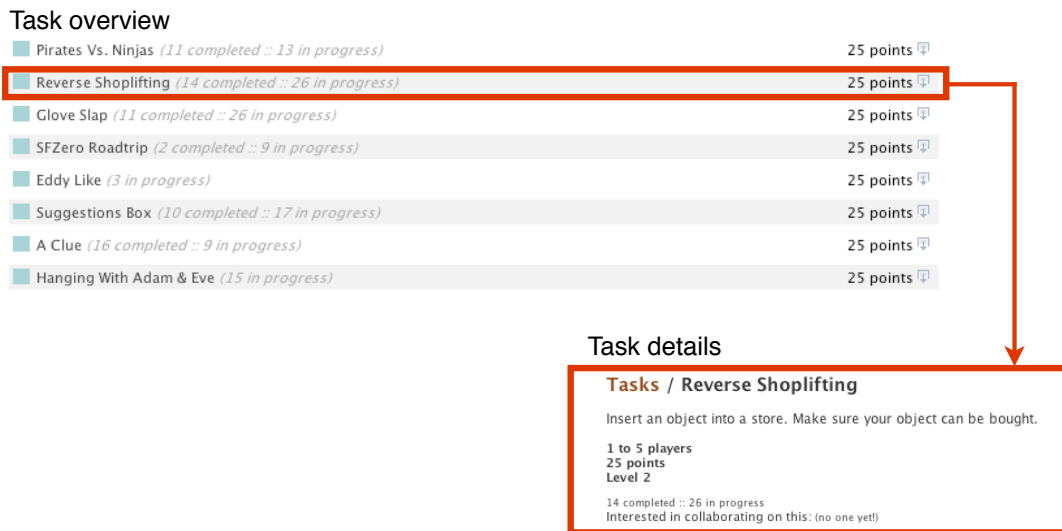 Task overview
Pirates Vs. Ninjas (11 completed :: 13 in progress) 25 points
Reverse Shoplifting (14 completed :: 26 in progress) 25 points
Glove Slap (11 completed :: 26 in progress) 25 points
SFZero Roadtrip (2 completed :: 9 in progress) 25 points
Eddy Like (3 in progress) 25 points
Suggestions Box (10 completed :: 17 in progress) 25 points
A Clue (16 completed :: 9 in progress) 25 points
Hanging With Adam & Eve (15 in progress) 25 points
Task details
Tasks / Reverse Shoplifting
Insert an object into a store. Make sure your object can be bought.
1 to 5 players
25 points
Level 2
14 completed :: 26 in progress
Interested in collaborating on this: (no one yet!)